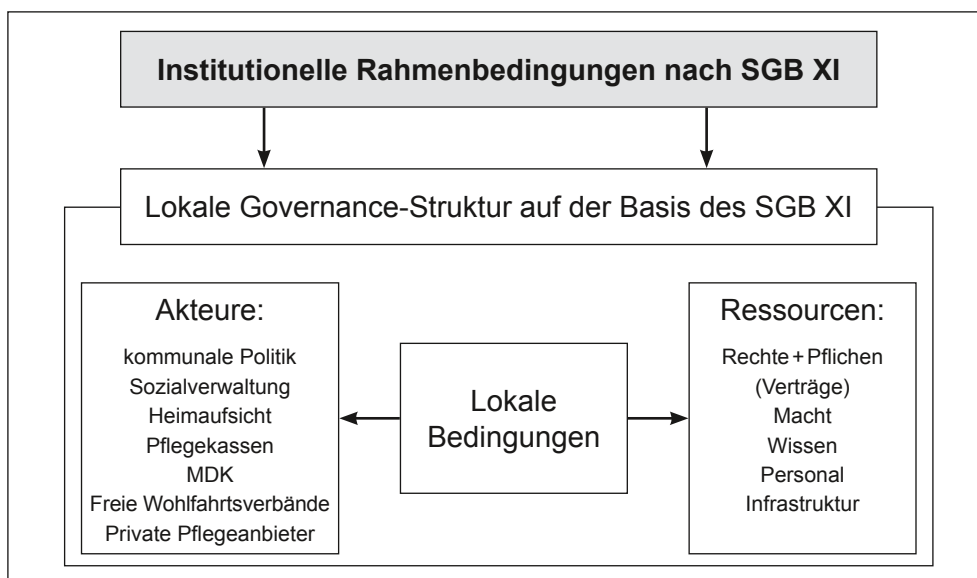 Institutionelle Rahmenbedingungen nach SGB XI
Lokale Governance-Struktur auf der Basis des SGB XI
Akteure:
kommunale Politik
Sozialverwaltung
Heimaufsicht
Pflegekassen
MDK
Freie Wohlfahrtsverbände
Private Pflegeanbieter
Lokale
Bedingungen
Ressourcen:
Rechte + Pflichen
(Verträge)
Macht
Wissen
Personal
Infrastruktur